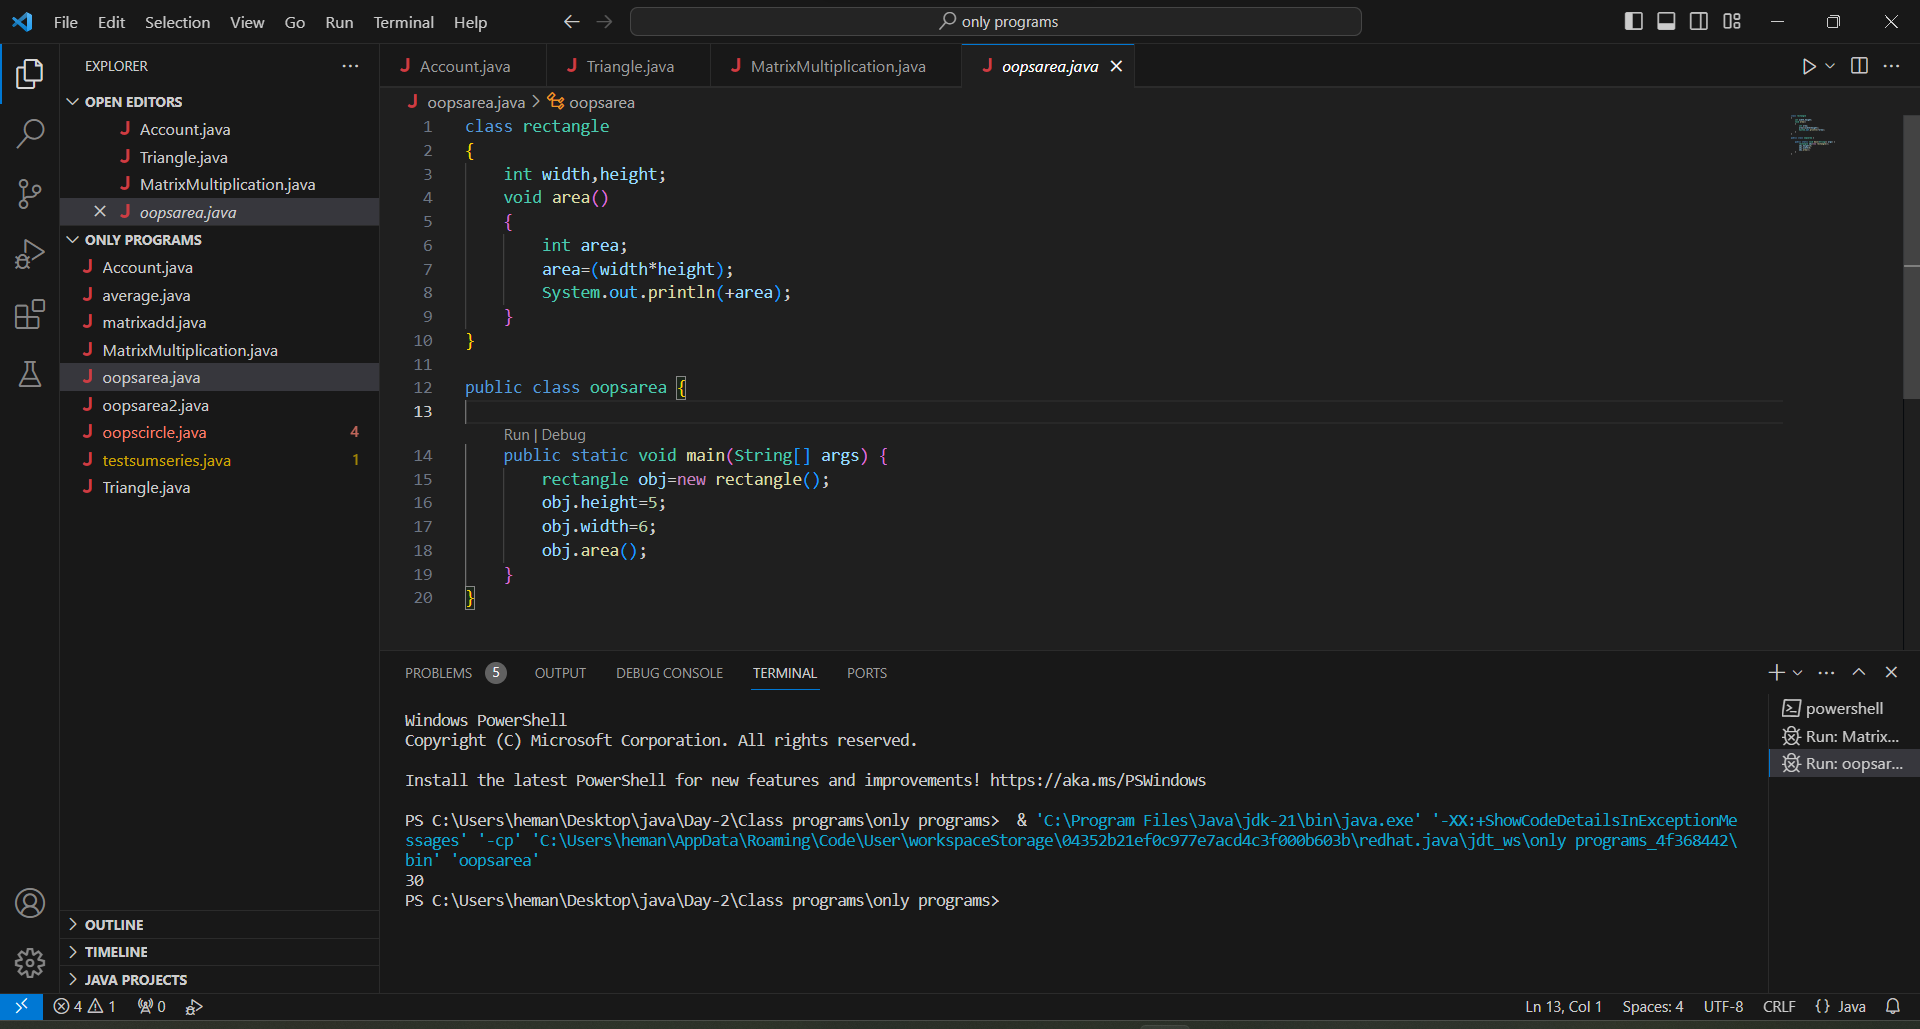 File Edit Selection View Go Run Terminal Help
only programs
EXPLORER
OPEN EDITORS
Account.java
Triangle.java
MatrixMultiplication.java
oopsarea.java
ONLY PROGRAMS
Account.java
average.java
matrixadd.java
MatrixMultiplication.java
oopsarea.java
oopsarea2.java
oopscircle.java 4
testsumseries.java 1
Triangle.java
OUTLINE
TIMELINE
JAVA PROJECTS
Account.java Triangle.java MatrixMultiplication.java oopsarea.java
oopsarea.java > oopsarea
1 class rectangle
2 {
3 int width,height;
4 void area()
5 {
6 int area;
7 area=(width*height);
8 System.out.println(+area);
9 }
10 }
11
12 public class oopsarea {
13
Run | Debug
14 public static void main(String[] args) {
15 rectangle obj=new rectangle();
16 obj.height=5;
17 obj.width=6;
18 obj.area();
19 }
20 }
PROBLEMS 5 OUTPUT DEBUG CONSOLE TERMINAL PORTS
Windows PowerShell
Copyright (C) Microsoft Corporation. All rights reserved.
Install the latest PowerShell for new features and improvements! https://aka.ms/PSWindows
PS C:\Users\heman\Desktop\java\Day-2\Class programs\only programs> & 'C:\Program Files\Java\jdk-21\bin\java.exe' '-XX:+ShowCodeDetailsInExceptionMe
ssages' '-cp' 'C:\Users\heman\AppData\Roaming\Code\User\workspaceStorage\04352b21ef0c977e7acd4c3f000b603b\redhat.java\jdt_ws\only programs_4f368442\
bin' 'oopsarea'
30
PS C:\Users\heman\Desktop\java\Day-2\Class programs\only programs>
powershell
Run: Matrix...
Run: oopsar...
4 1 0
Ln 13, Col 1 Spaces: 4 UTF-8 CRLF {} Java